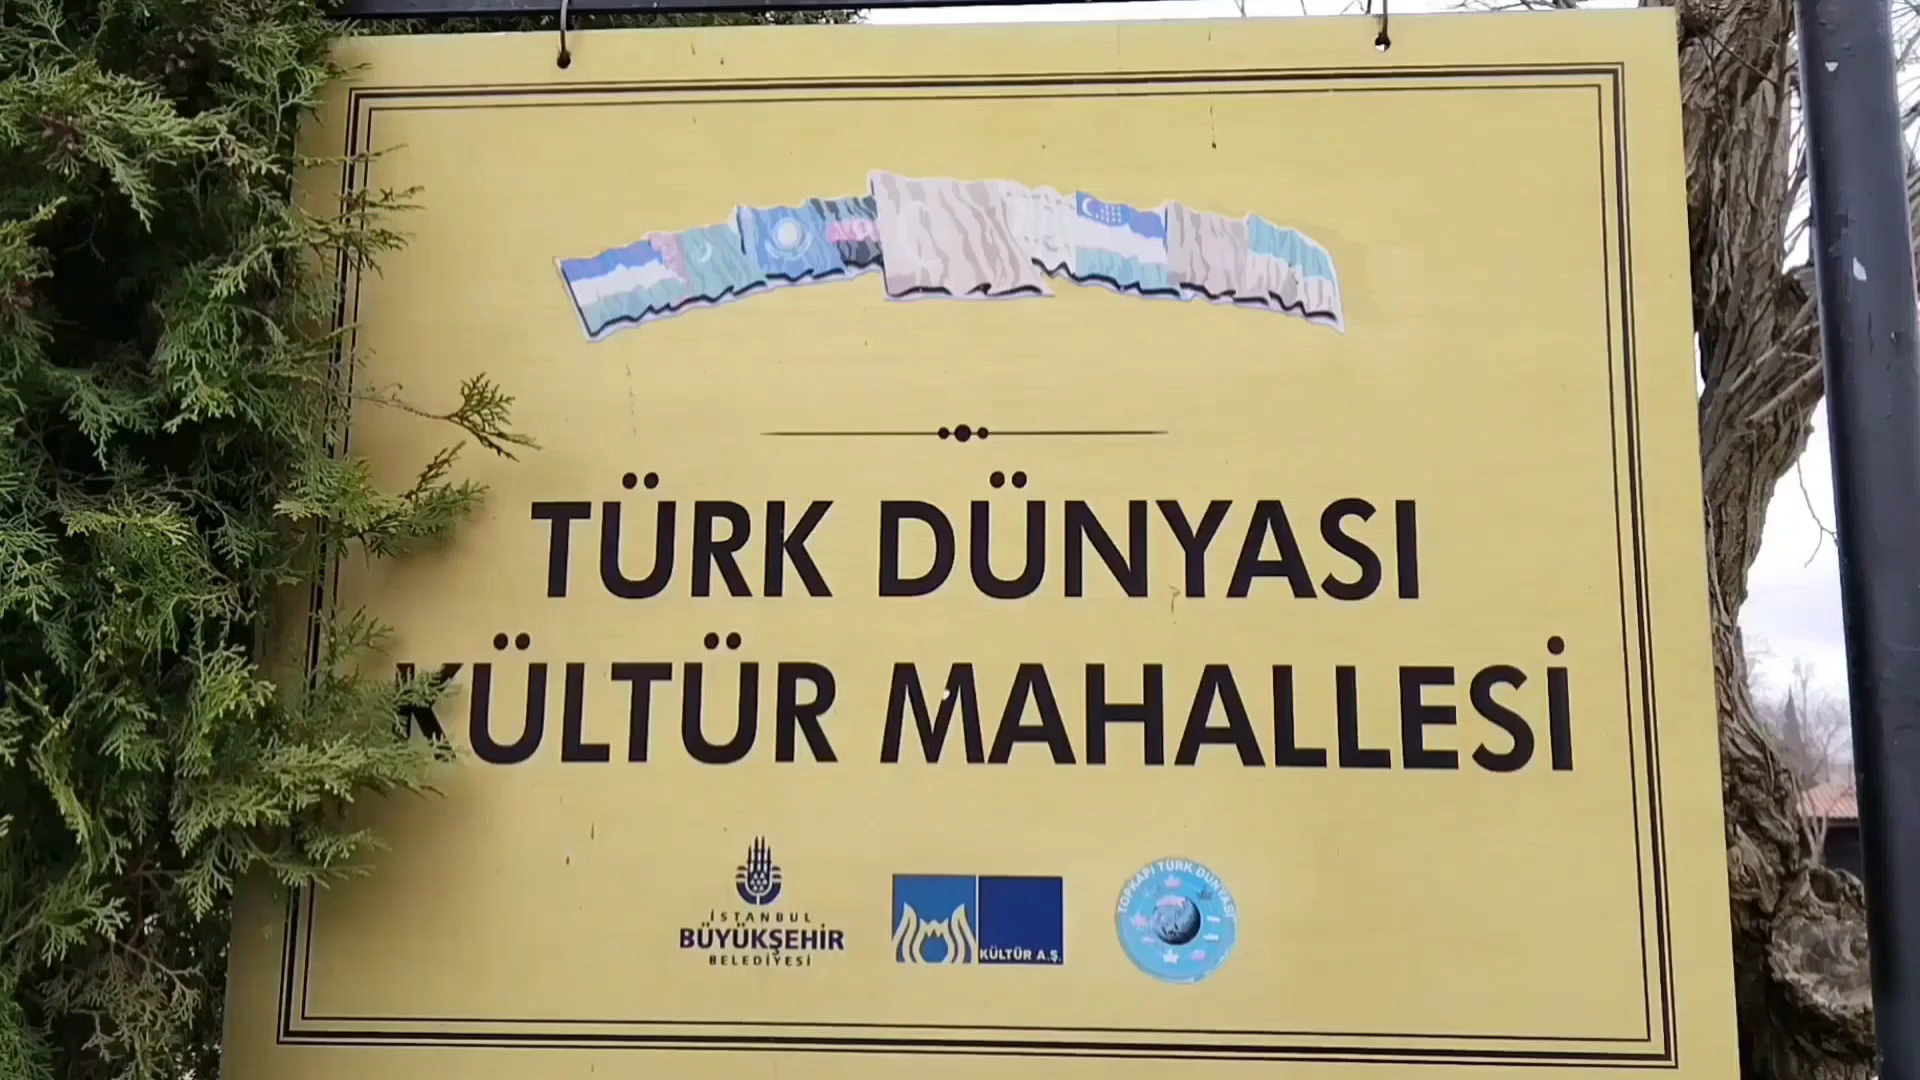 TÜRK DÜNYASI
KÜLTÜR MAHALLESİ
İSTANBUL
BÜYÜKŞEHİR
BELEDİYESİ
KÜLTÜR A.Ş.
TOPKAPI TÜRK DÜNYASI